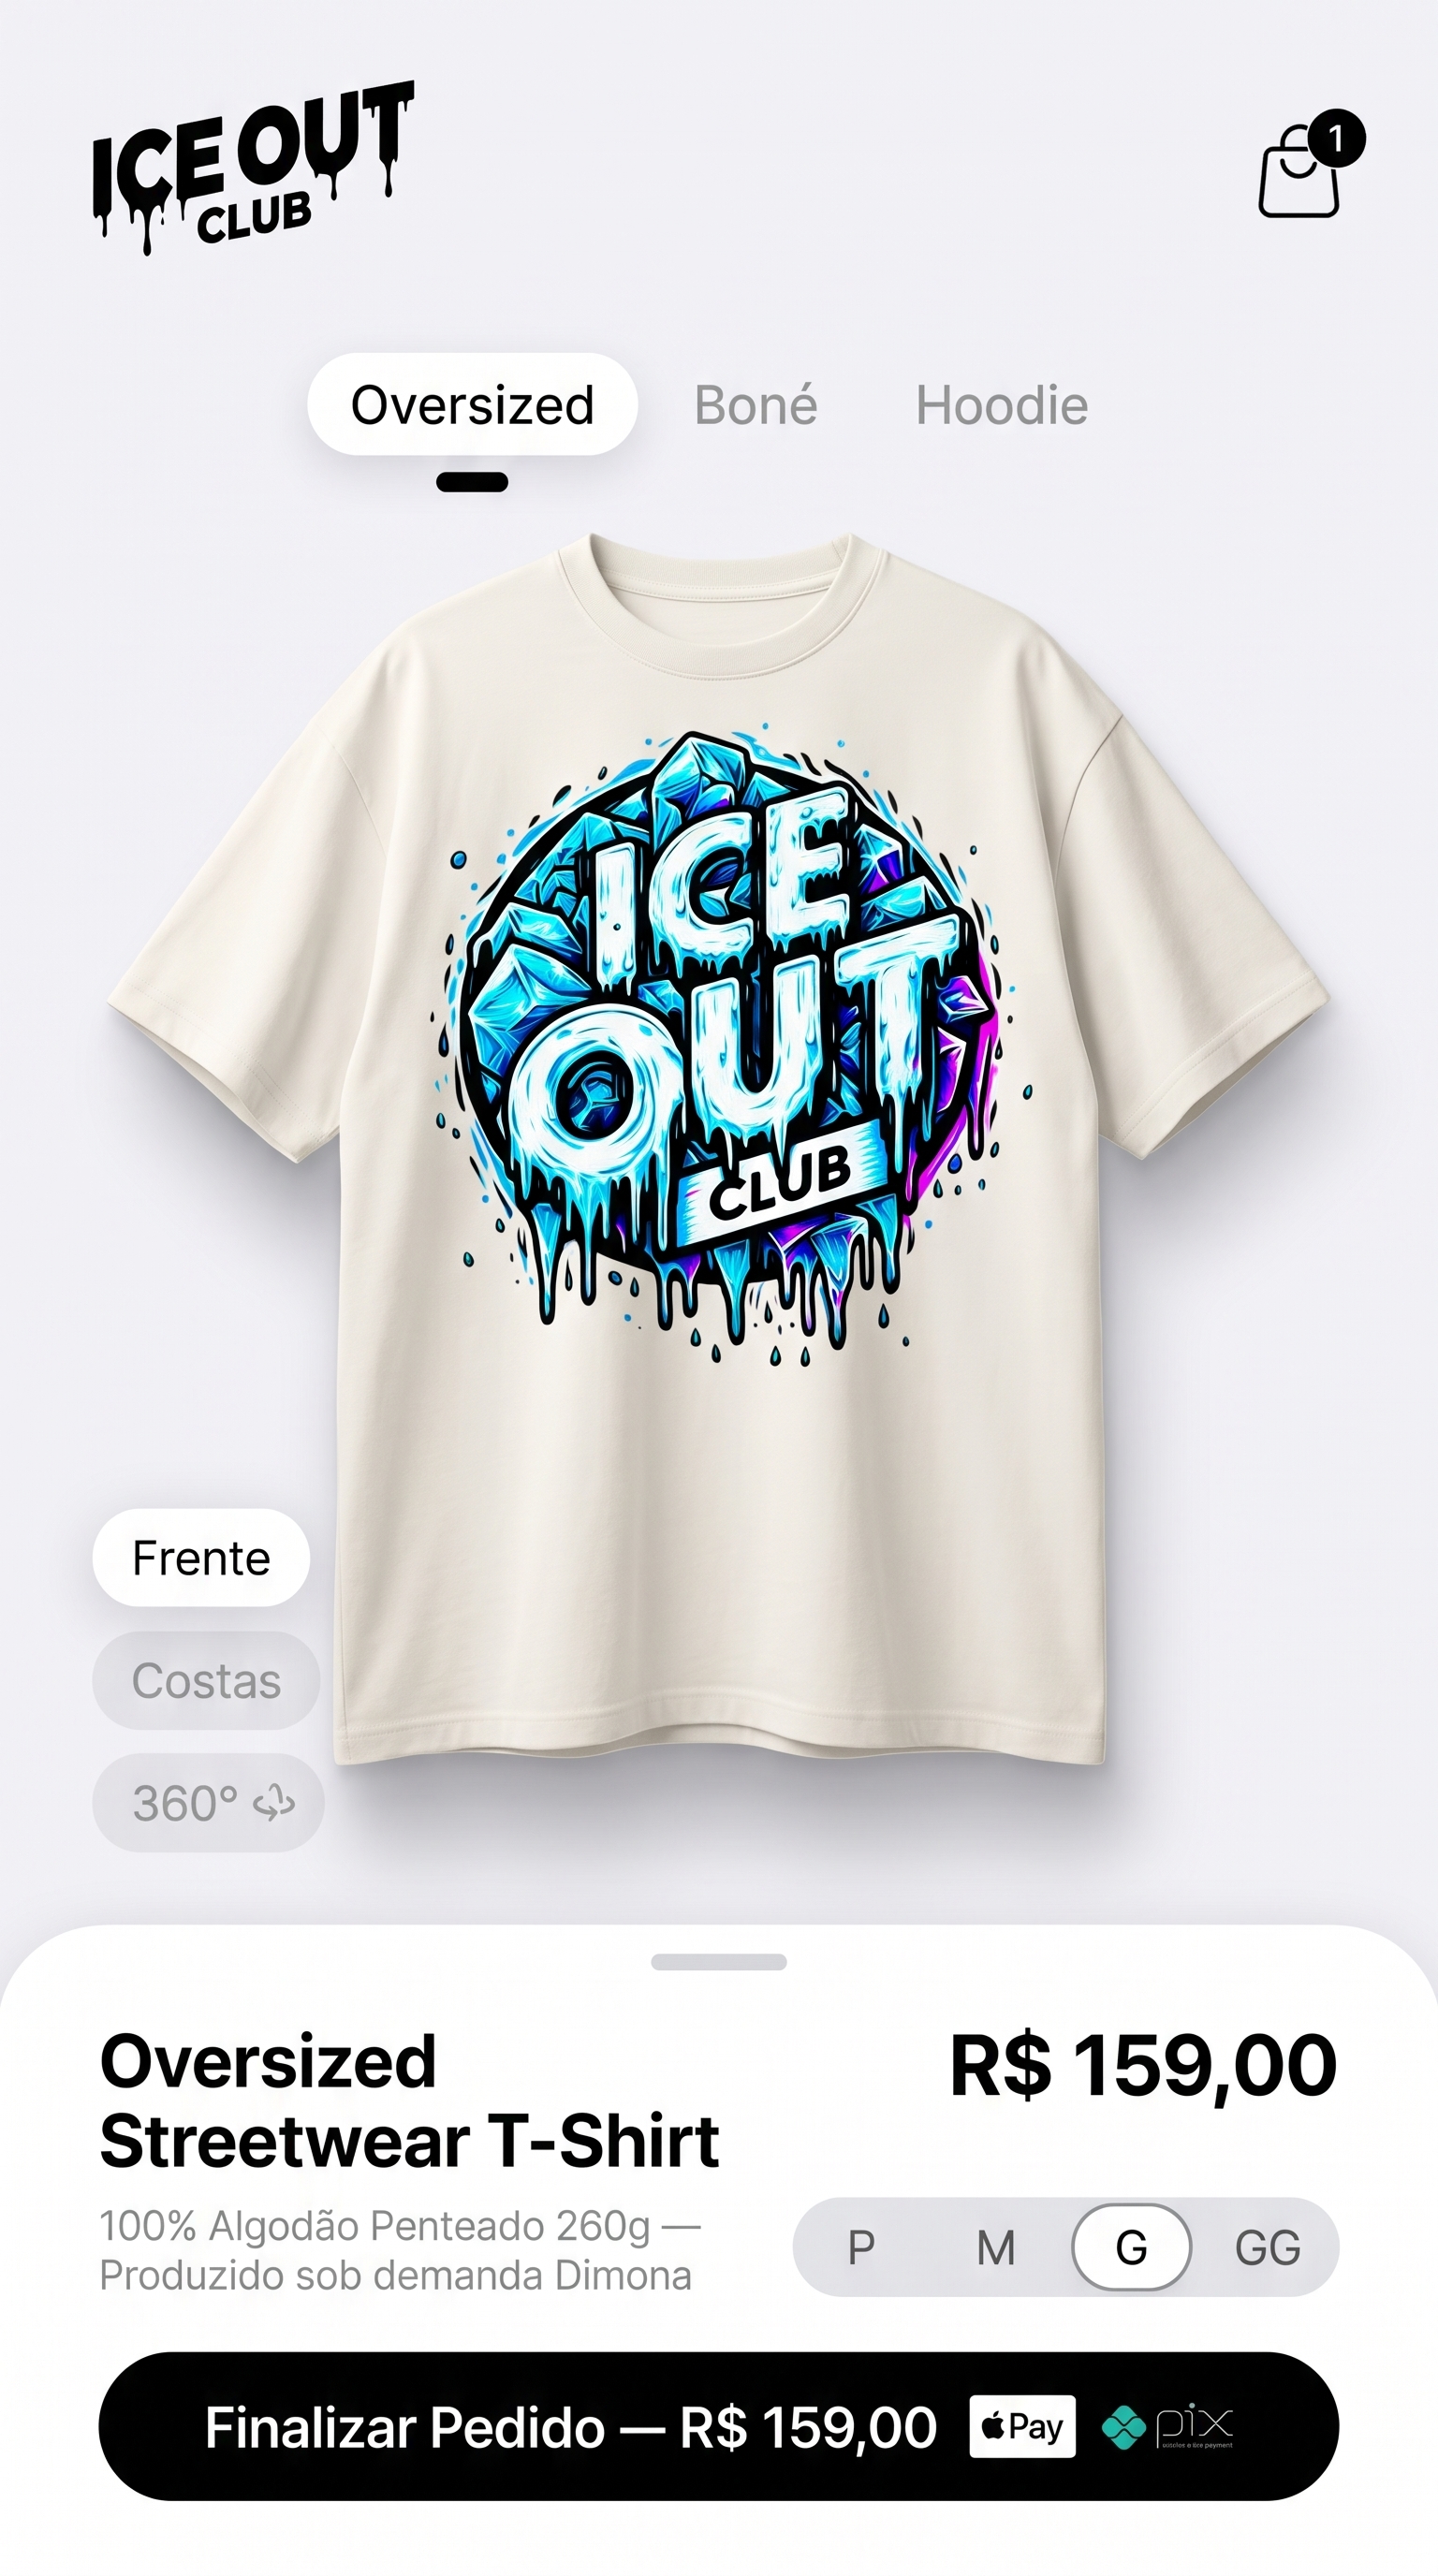 ICE OUT
CLUB
1
Oversized
Boné
Hoodie
ICE
OUT
CLUB
Frente
Costas
360°
Oversized
Streetwear T-Shirt
R$ 159,00
100% Algodão Penteado 260g —
Produzido sob demanda Dimona
P M G GG
Finalizar Pedido — R$ 159,00 Pay pix